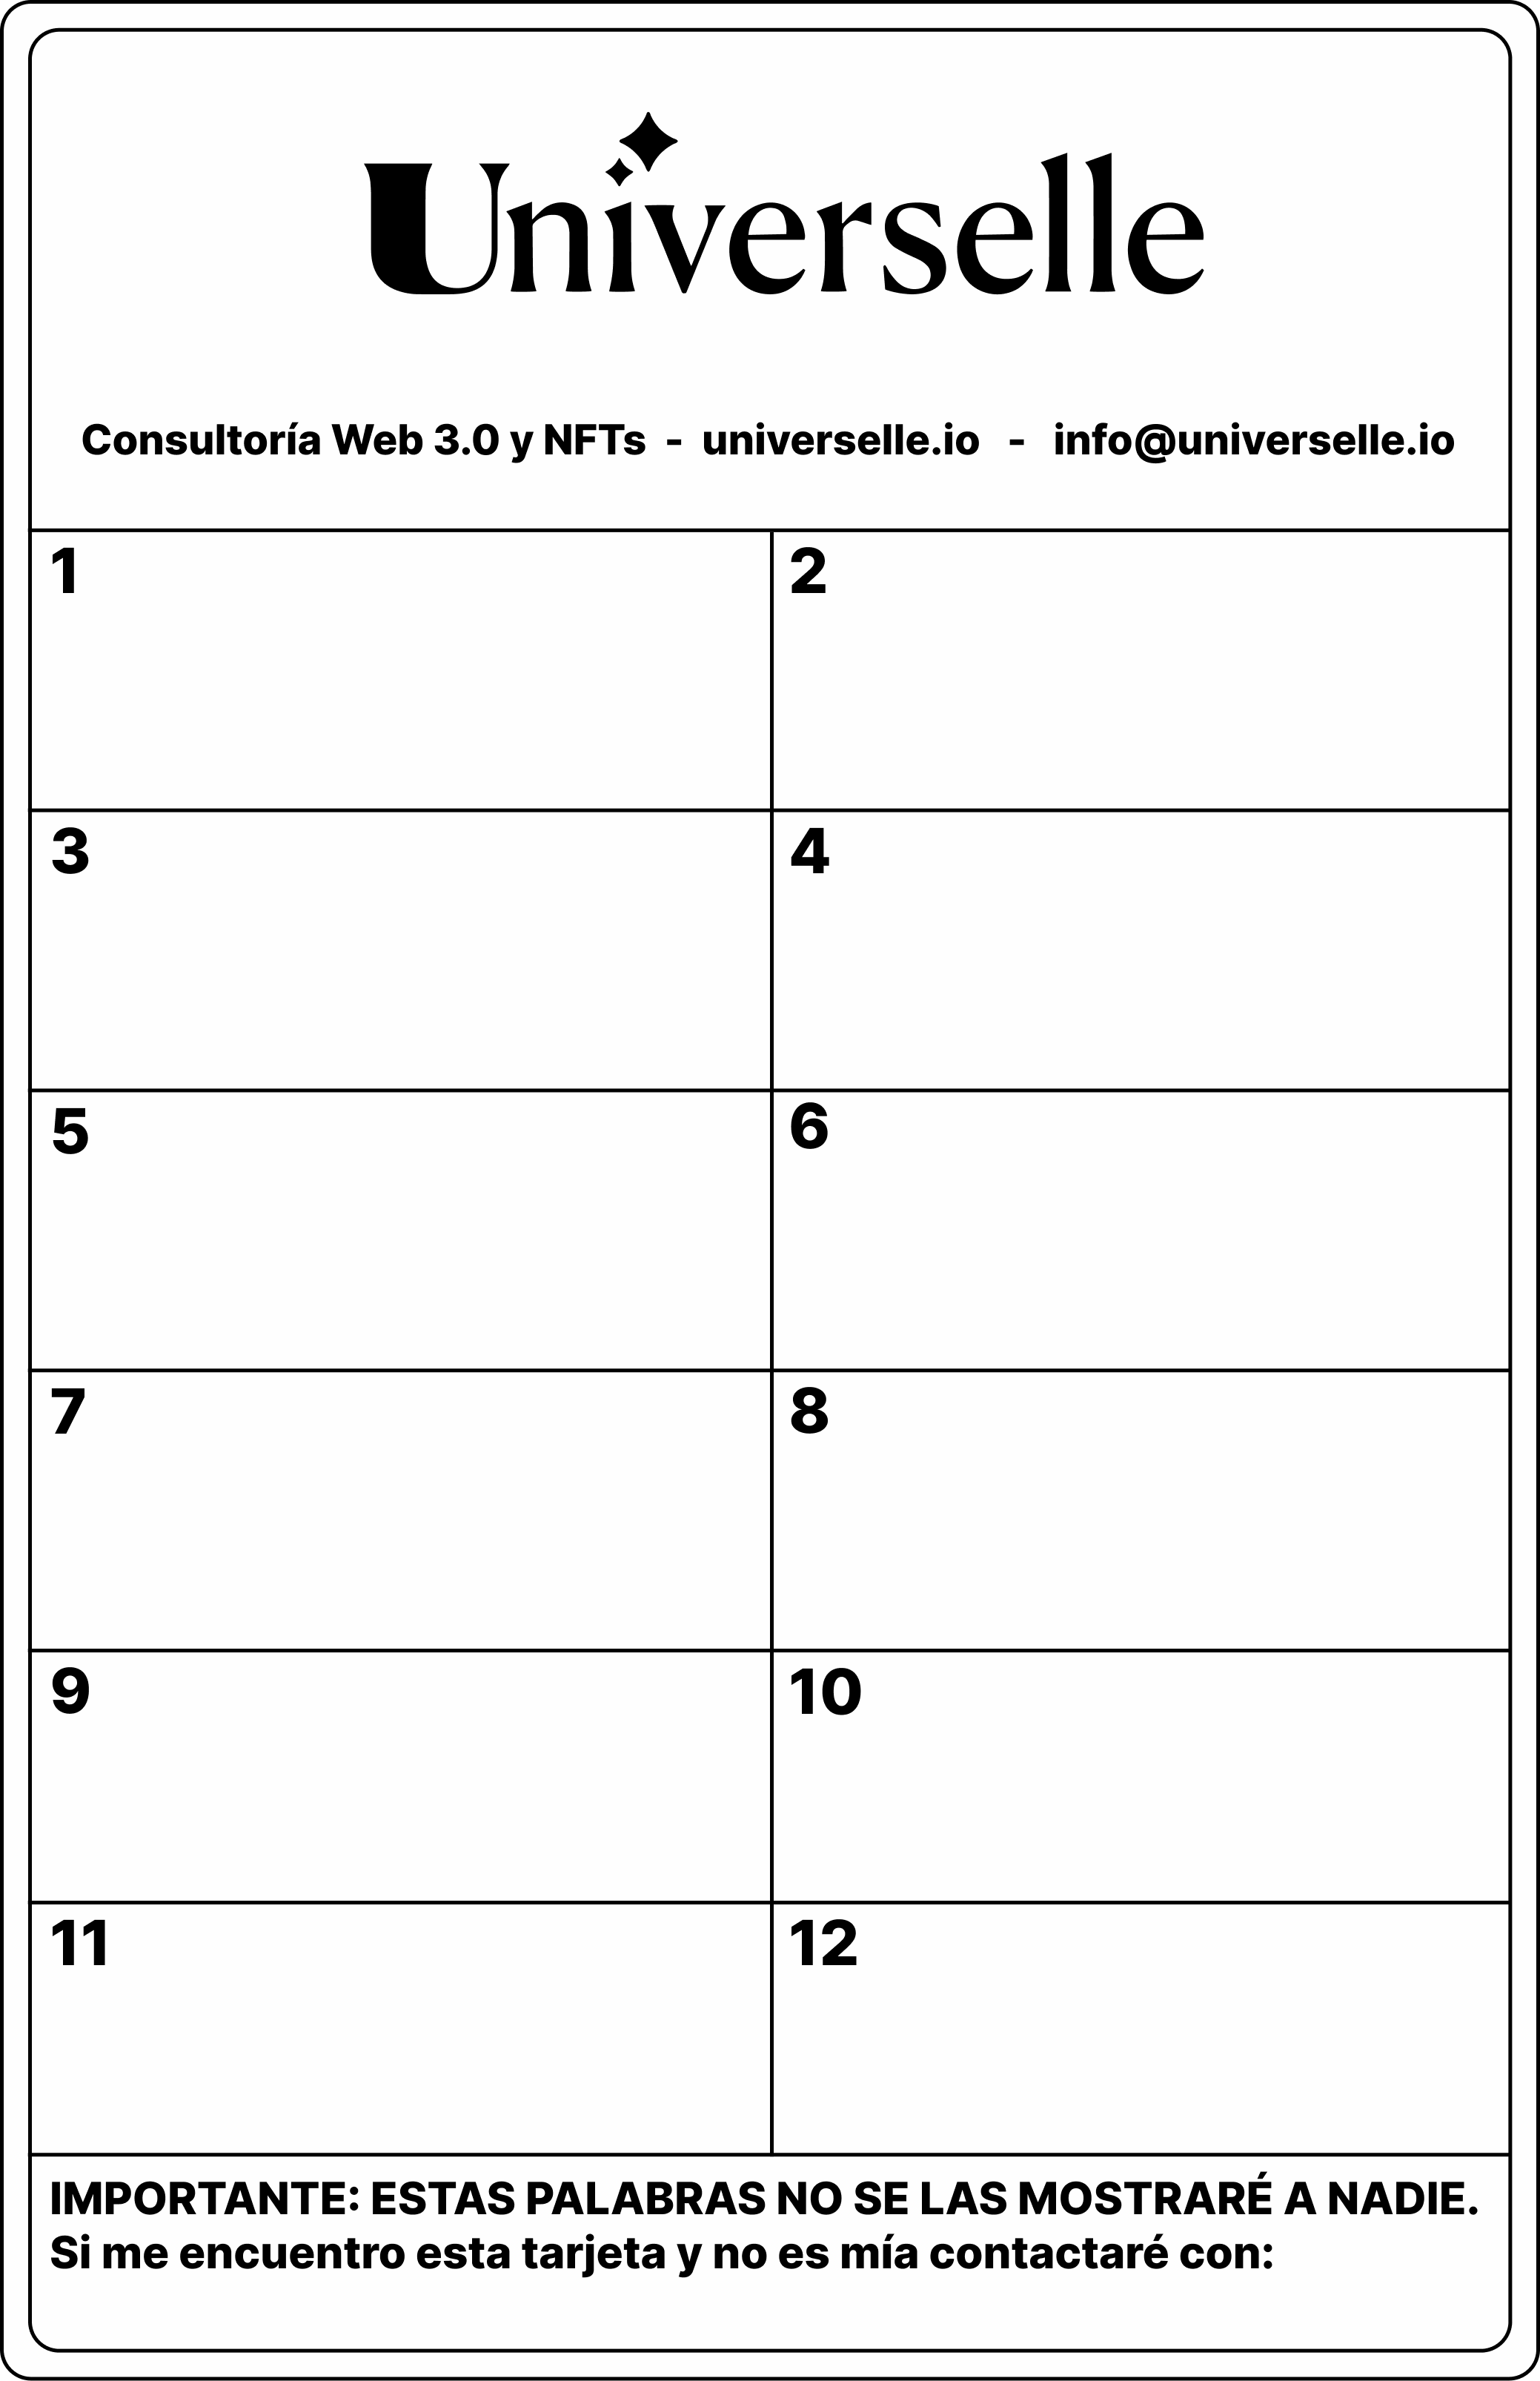 Universelle
Consultoría Web 3.0 y NFTs - universelle.io - info@universelle.io
1 2
3 4
5 6
7 8
9 10
11 12
IMPORTANTE: ESTAS PALABRAS NO SE LAS MOSTRARÉ A NADIE.
Si me encuentro esta tarjeta y no es mía contactaré con: